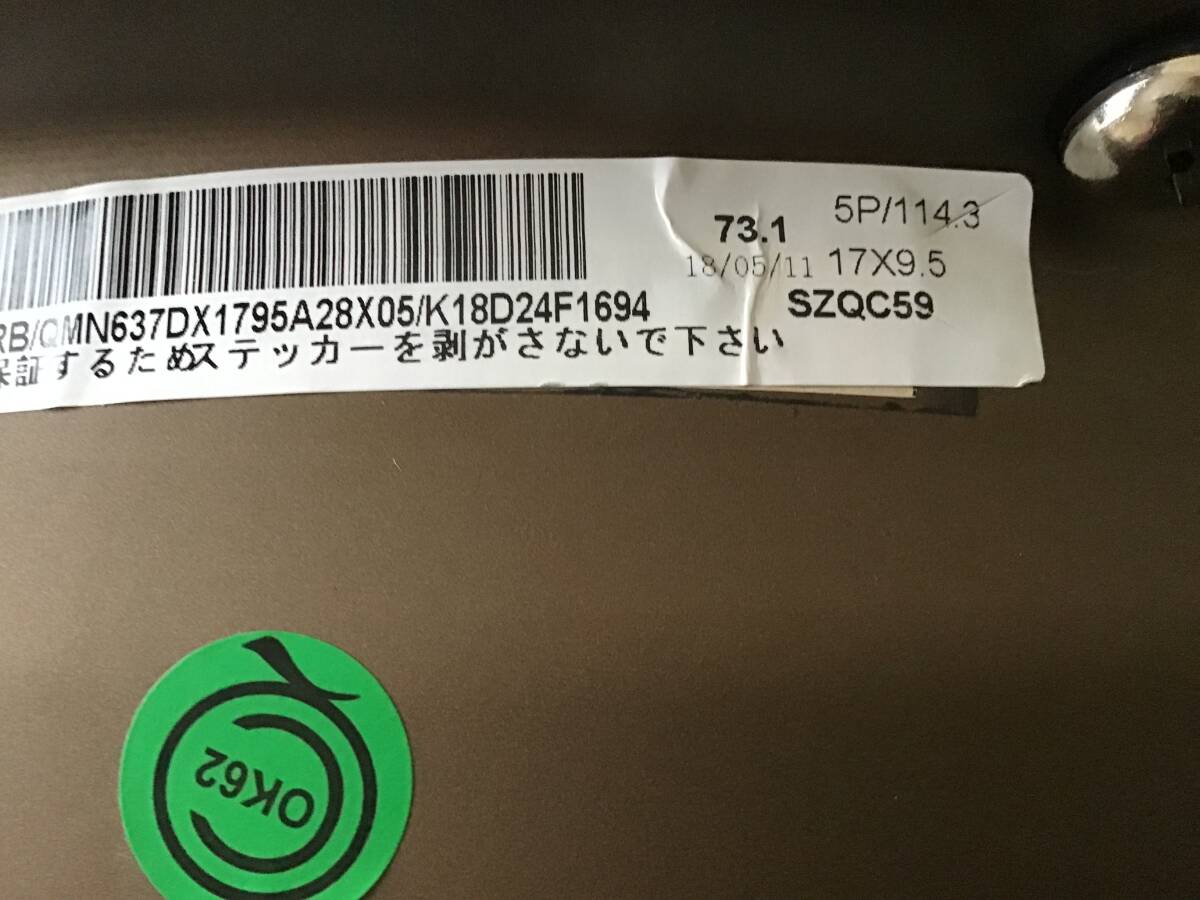 73.1 5P/114.3
18/05/11 17X9.5
RB/QMN637DX1795A28X05/K18D24F1694 SZQC59
保証するためステッカーを剥がさないで下さい
OK62